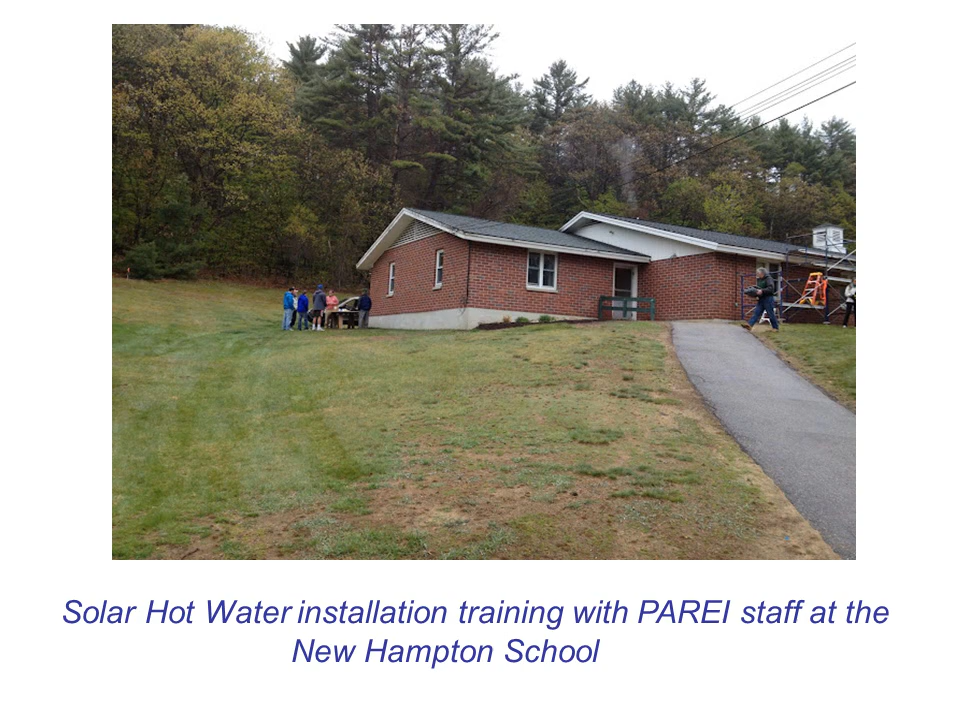 Solar Hot Water installation training with PAREI staff at the
New Hampton School